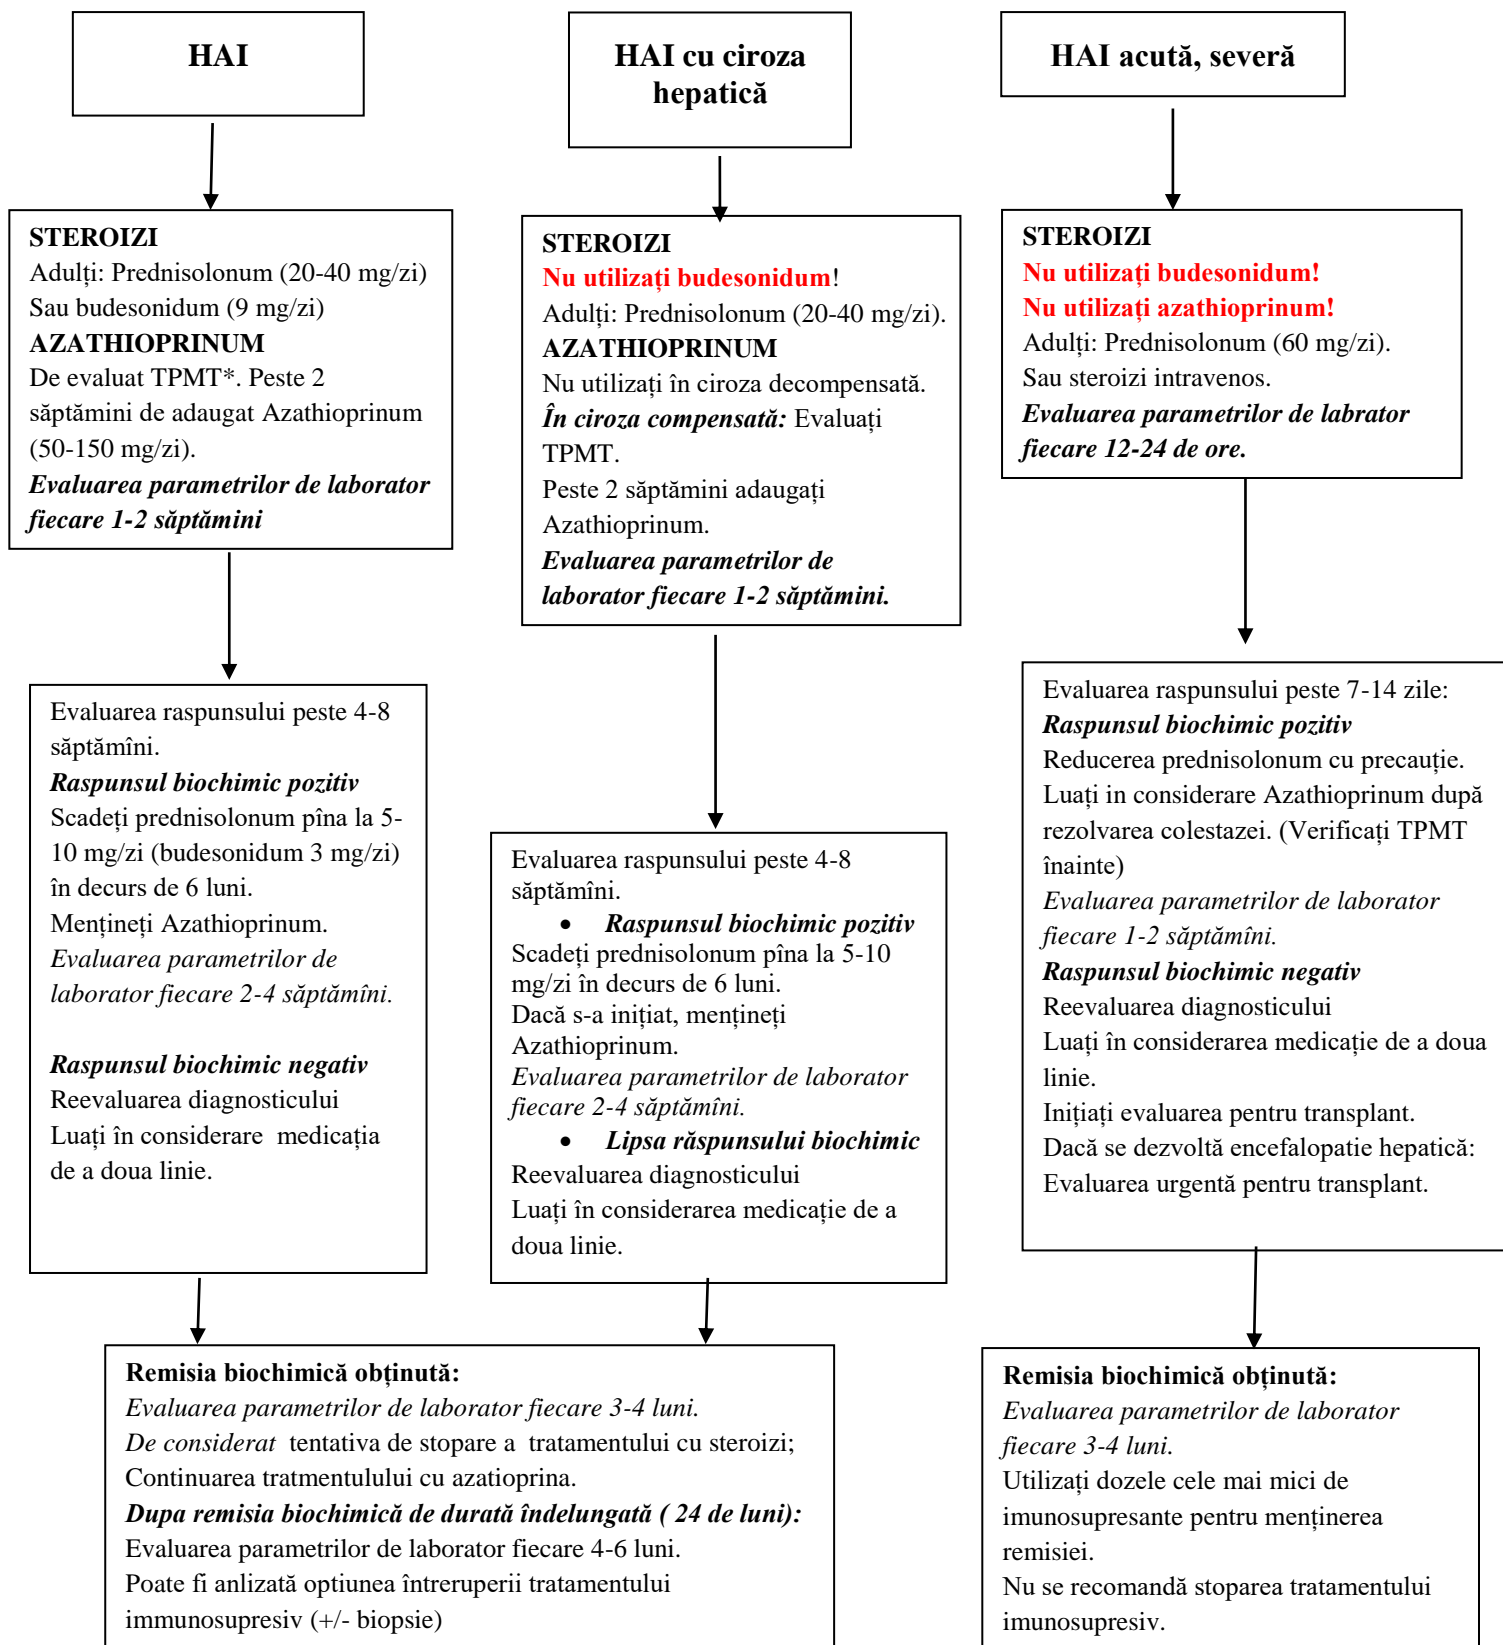 HAI
HAI cu ciroza
hepatică
HAI acută, severă
STEROIZI
Adulți: Prednisolonum (20-40 mg/zi)
Sau budesonidum (9 mg/zi)
AZATHIOPRINUM
De evaluat TPMT*. Peste 2
săptămini de adaugat Azathioprinum
(50-150 mg/zi).
Evaluarea parametrilor de laborator
fiecare 1-2 săptămini
STEROIZI
Nu utilizați budesonidum!
Adulți: Prednisolonum (20-40 mg/zi).
AZATHIOPRINUM
Nu utilizați în ciroza decompensată.
În ciroza compensată: Evaluați
TPMT.
Peste 2 săptămini adaugați
Azathioprinum.
Evaluarea parametrilor de
laborator fiecare 1-2 săptămini.
STEROIZI
Nu utilizați budesonidum!
Nu utilizați azathioprinum!
Adulți: Prednisolonum (60 mg/zi).
Sau steroizi intravenos.
Evaluarea parametrilor de labrator
fiecare 12-24 de ore.
Evaluarea raspunsului peste 4-8
săptămîni.
Raspunsul biochimic pozitiv
Scadeți prednisolonum pîna la 5-
10 mg/zi (budesonidum 3 mg/zi)
în decurs de 6 luni.
Mențineți Azathioprinum.
Evaluarea parametrilor de
laborator fiecare 2-4 săptămîni.
Raspunsul biochimic negativ
Reevaluarea diagnosticului
Luați în considerare medicația
de a doua linie.
Evaluarea raspunsului peste 4-8
săptămîni.
• Raspunsul biochimic pozitiv
Scadeți prednisolonum pîna la 5-10
mg/zi în decurs de 6 luni.
Dacă s-a inițiat, mențineți
Azathioprinum.
Evaluarea parametrilor de laborator
fiecare 2-4 săptămîni.
• Lipsa răspunsului biochimic
Reevaluarea diagnosticului
Luați în considerarea medicație de a
doua linie.
Evaluarea raspunsului peste 7-14 zile:
Raspunsul biochimic pozitiv
Reducerea prednisolonum cu precauție.
Luați in considerare Azathioprinum după
rezolvarea colestazei. (Verificați TPMT
înainte)
Evaluarea parametrilor de laborator
fiecare 1-2 săptămîni.
Raspunsul biochimic negativ
Reevaluarea diagnosticului
Luați în considerarea medicație de a doua
linie.
Inițiați evaluarea pentru transplant.
Dacă se dezvoltă encefalopatie hepatică:
Evaluarea urgentă pentru transplant.
Remisia biochimică obținută:
Evaluarea parametrilor de laborator fiecare 3-4 luni.
De considerat tentativa de stopare a tratamentului cu steroizi;
Continuarea tratmentulului cu azatioprina.
Dupa remisia biochimică de durată îndelungată ( 24 de luni):
Evaluarea parametrilor de laborator fiecare 4-6 luni.
Poate fi anlizată optiunea întreruperii tratamentului
immunosupresiv (+/- biopsie)
Remisia biochimică obținută:
Evaluarea parametrilor de laborator
fiecare 3-4 luni.
Utilizați dozele cele mai mici de
imunosupresante pentru menținerea
remisiei.
Nu se recomandă stoparea tratamentului
imunosupresiv.